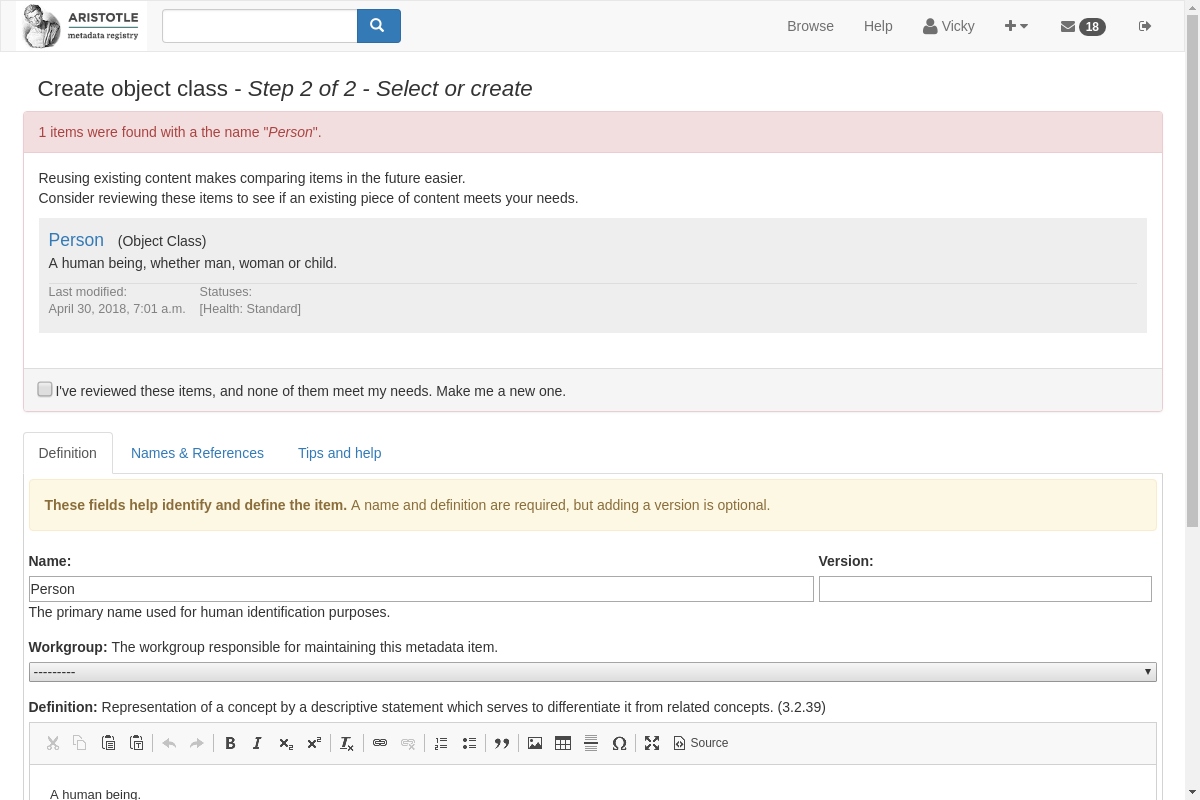 ARISTOTLE
metadata registry
Browse
Help
Vicky
18
Create object class - Step 2 of 2 - Select or create
1 items were found with a the name "Person".
Reusing existing content makes comparing items in the future easier.
Consider reviewing these items to see if an existing piece of content meets your needs.
Person (Object Class)
A human being, whether man, woman or child.
Last modified: Statuses:
April 30, 2018, 7:01 a.m. [Health: Standard]
I've reviewed these items, and none of them meet my needs. Make me a new one.
Definition Names & References Tips and help
These fields help identify and define the item. A name and definition are required, but adding a version is optional.
Name: Version:
Person
The primary name used for human identification purposes.
Workgroup: The workgroup responsible for maintaining this metadata item.
---------
Definition: Representation of a concept by a descriptive statement which serves to differentiate it from related concepts. (3.2.39)
Source
A human being.